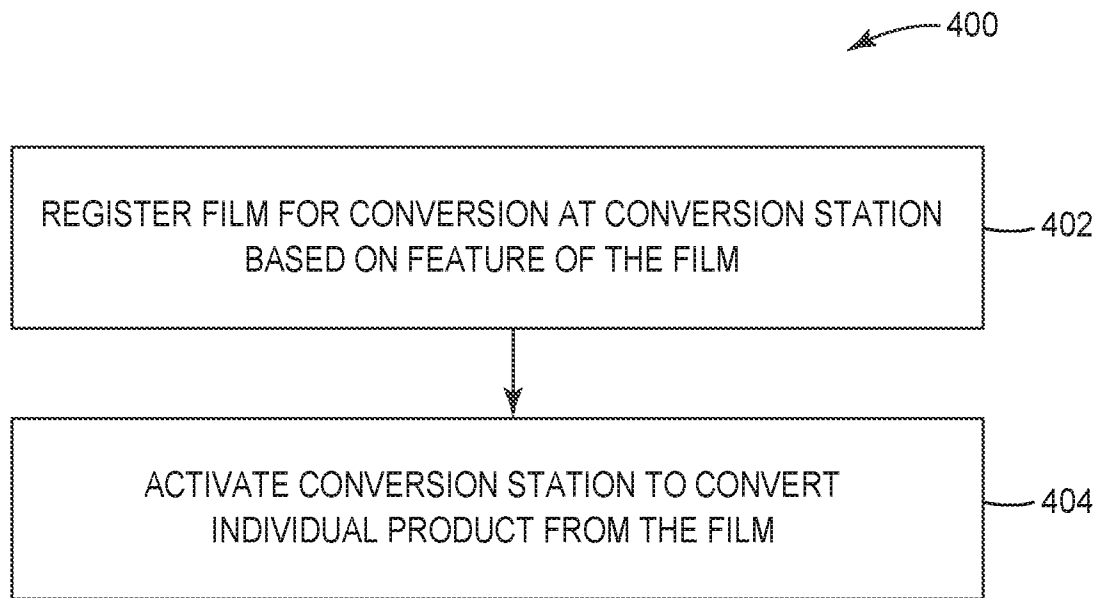 400
REGISTER FILM FOR CONVERSION AT CONVERSION STATION
BASED ON FEATURE OF THE FILM
402
ACTIVATE CONVERSION STATION TO CONVERT
INDIVIDUAL PRODUCT FROM THE FILM
404